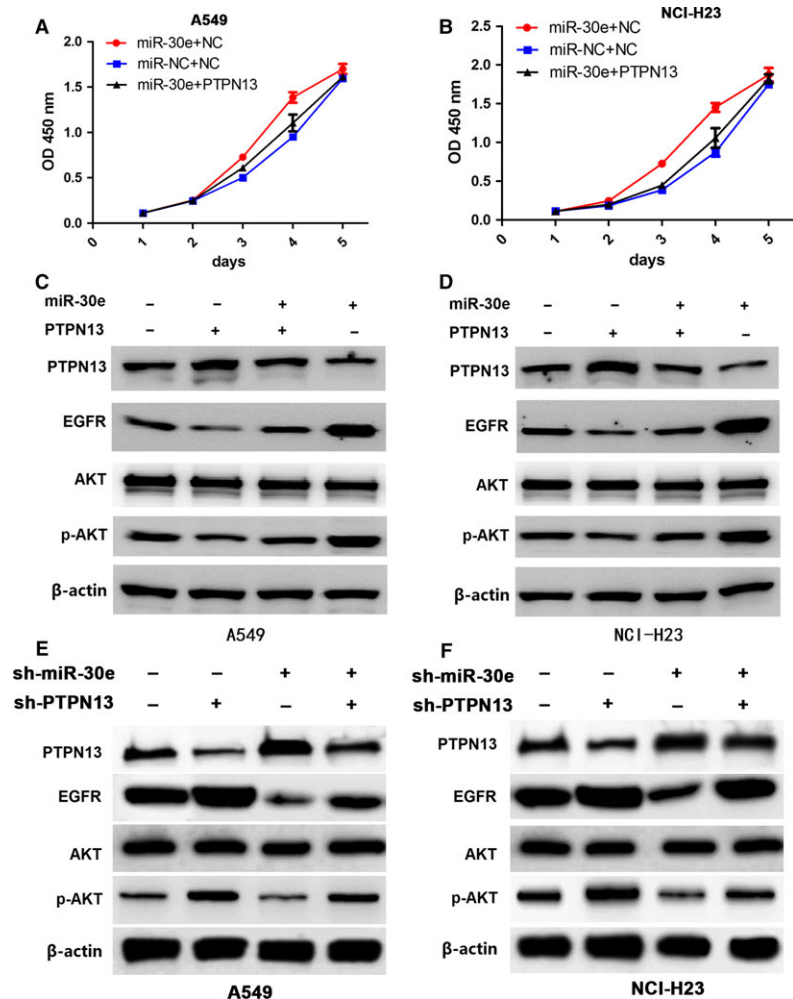 A
A549
miR-30e+NC
miR-NC+NC
miR-30e+PTPN13
OD 450 nm
2.0
1.5
1.0
0.5
0.0
0 1 2 3 4 5
days
B
NCI-H23
miR-30e+NC
miR-NC+NC
miR-30e+PTPN13
OD 450 nm
2.5
2.0
1.5
1.0
0.5
0.0
0 1 2 3 4 5
days
C
miR-30e – – + +
PTPN13 – + + –
PTPN13
EGFR
AKT
p-AKT
β-actin
A549
D
miR-30e – – + +
PTPN13 – + + –
PTPN13
EGFR
AKT
p-AKT
β-actin
NCI-H23
E
sh-miR-30e – – + +
sh-PTPN13 – + – +
PTPN13
EGFR
AKT
p-AKT
β-actin
A549
F
sh-miR-30e – – + +
sh-PTPN13 – + – +
PTPN13
EGFR
AKT
p-AKT
β-actin
NCI-H23